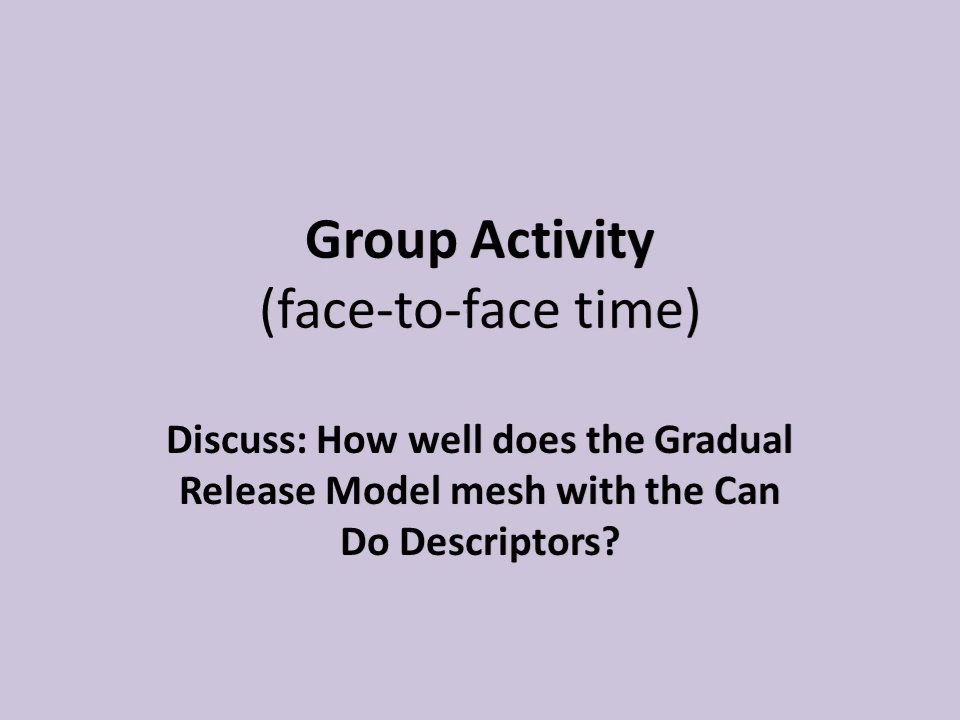 Group Activity
(face-to-face time)
Discuss: How well does the Gradual
Release Model mesh with the Can
Do Descriptors?